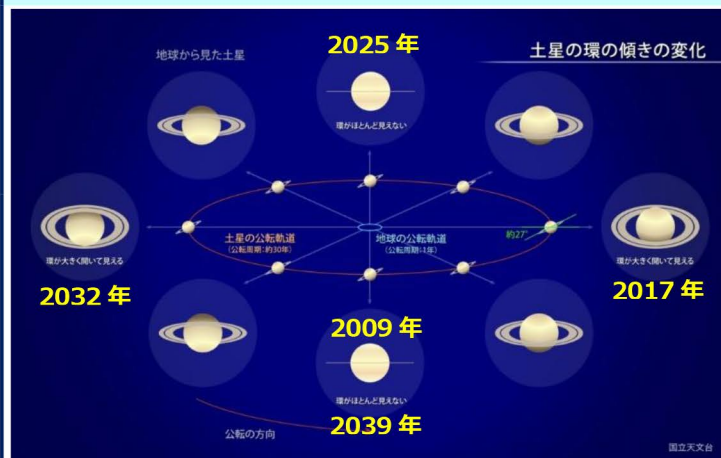 2025 年
土星の環の傾きの変化
地球から見た土星
環がほとんど見えない
土星の公転軌道
(公転周期:約30年)
地球の公転軌道
(公転周期:1年)
約27°
環が大きく開いて見える
環が大きく開いて見える
2032 年
2017 年
2009 年
環がほとんど見えない
2039 年
公転の方向
国立天文台